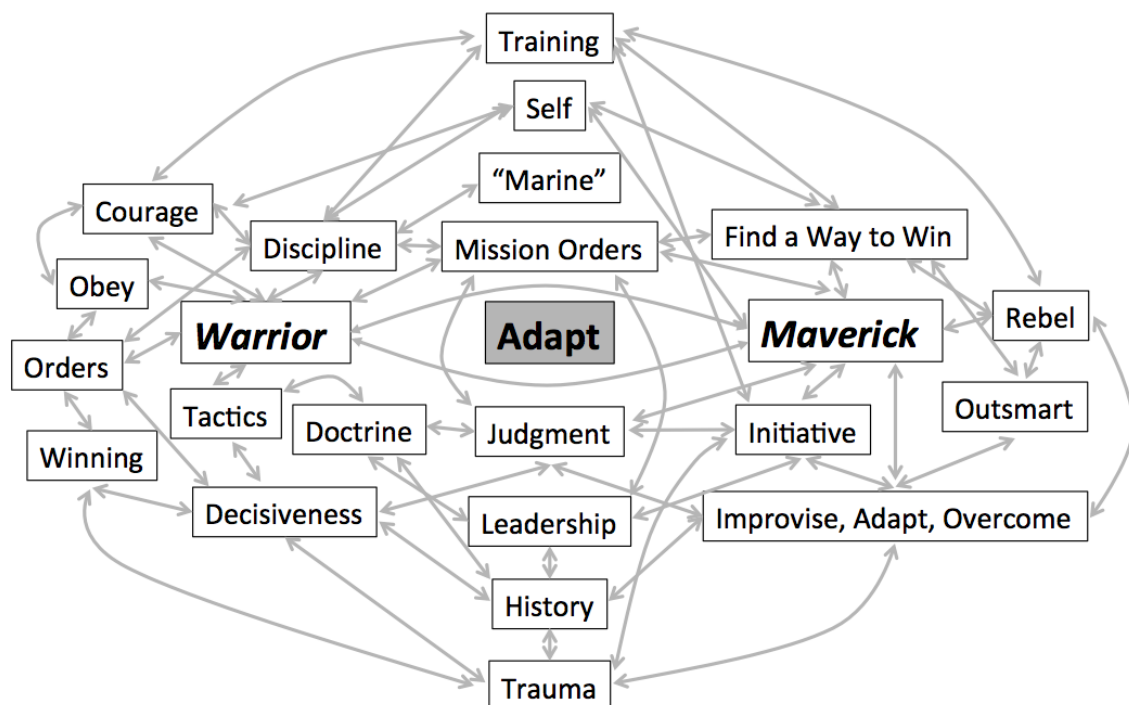 Training
Self
“Marine”
Courage
Discipline
Mission Orders
Find a Way to Win
Obey
Warrior
Adapt
Maverick
Rebel
Orders
Tactics
Doctrine
Judgment
Initiative
Outsmart
Winning
Decisiveness
Leadership
Improvise, Adapt, Overcome
History
Trauma